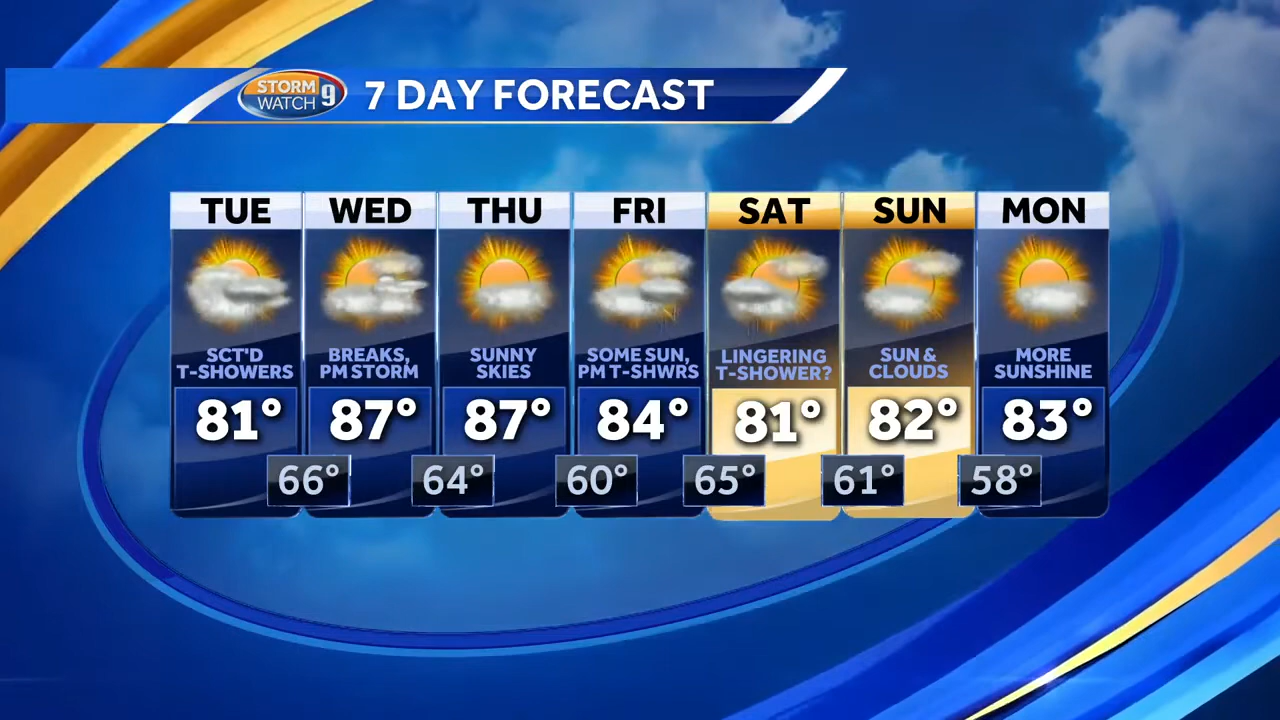 STORM
WATCH 9
7 DAY FORECAST
TUE
SCT'D
T-SHOWERS
81°
WED
BREAKS,
PM STORM
87°
THU
SUNNY
SKIES
87°
FRI
SOME SUN,
PM T-SHWRS
84°
SAT
LINGERING
T-SHOWER?
81°
SUN
SUN &
CLOUDS
82°
MON
MORE
SUNSHINE
83°
66°
64°
60°
65°
61°
58°